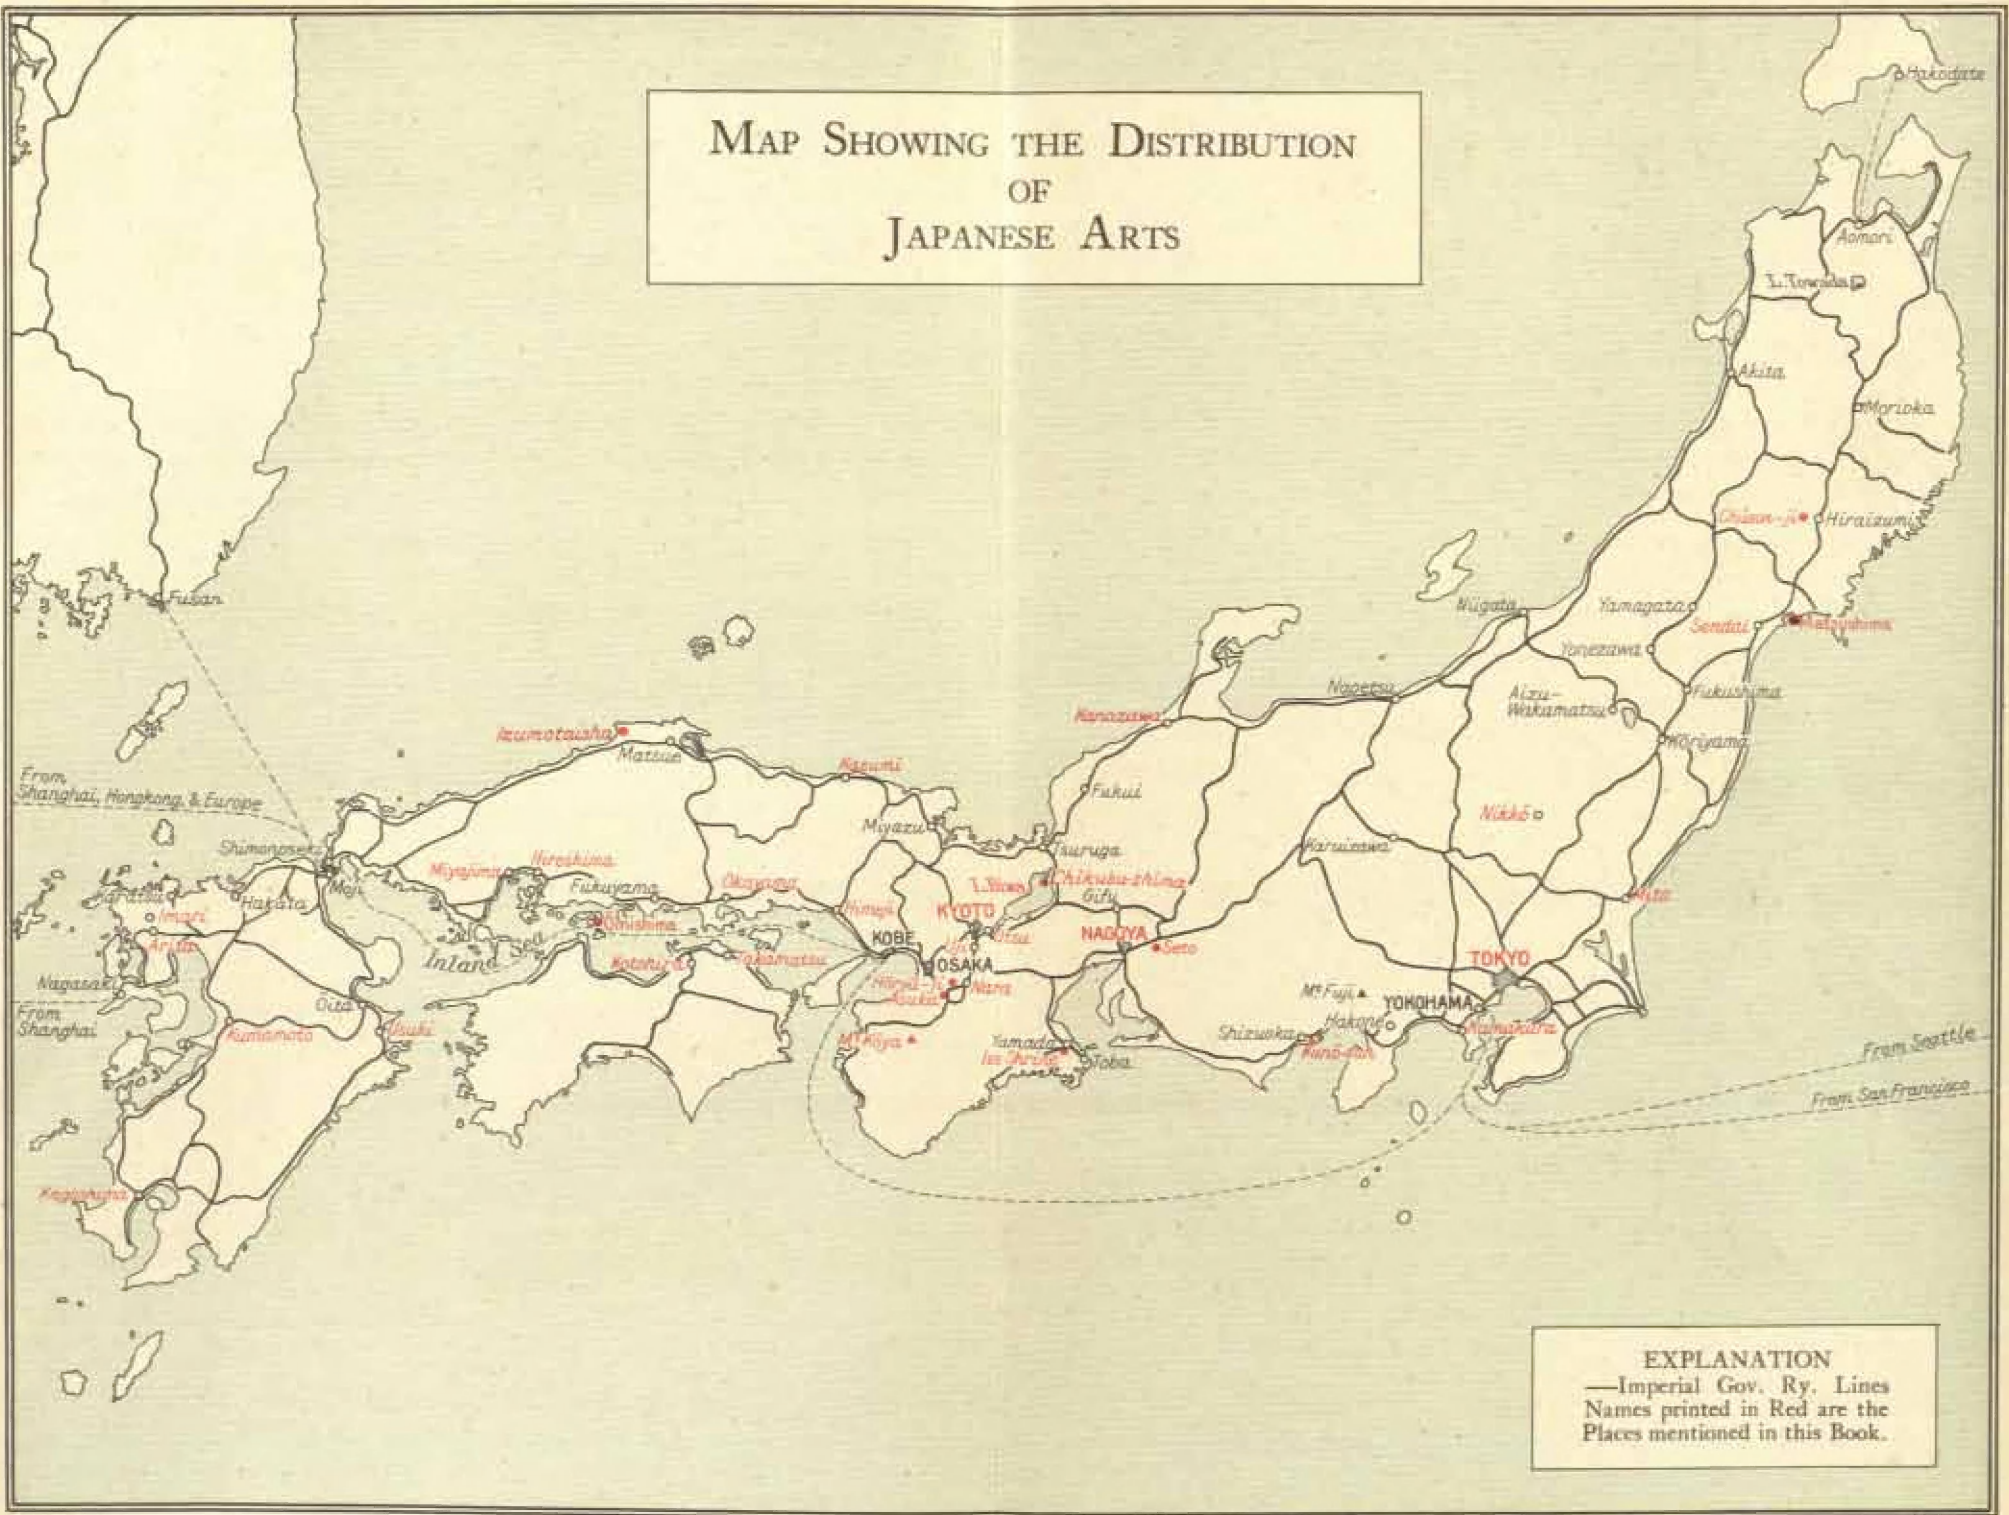 MAP SHOWING THE DISTRIBUTION
OF
JAPANESE ARTS
Hakodate
Aomori
L. Towada
Akita
Morioka
Chūson-ji
Hiraizumi
Fusan
Niigata
Yamagata
Sendai
Matsushima
Yonezawa
Aizu-
Wakamatsu
Fukushima
Naoetsu
Kanazawa
Kōriyama
Izumotaisha
Matsue
Kasumi
Fukui
From
Shanghai, Hongkong, & Europe
Nikkō
Miyazu
Shimonoseki
Tsuruga
Karuizawa
Miyajima
Hiroshima
Moji
Fukuyama
Okayama
L. Biwa
Chikubu-shima
Gifu
Karatsu
Hakata
Imari
Himeji
KYOTO
Mito
Ōmishima
Arita
KOBE
Uji
Otsu
NAGOYA
Seto
Inland Sea
Kotohira
Takamatsu
OSAKA
TOKYO
Nagasaki
Hōryū-ji
Nara
Asuka
Mt. Fuji
YOKOHAMA
Oita
From
Shanghai
Kumamoto
Usuki
Mt. Kōya
Yamada
Ise Shrine
Toba
Shizuoka
Hakone
Kamakura
Kunō-zan
From Seattle
From San Francisco
Kagoshima
EXPLANATION
—Imperial Gov. Ry. Lines
Names printed in Red are the
Places mentioned in this Book.